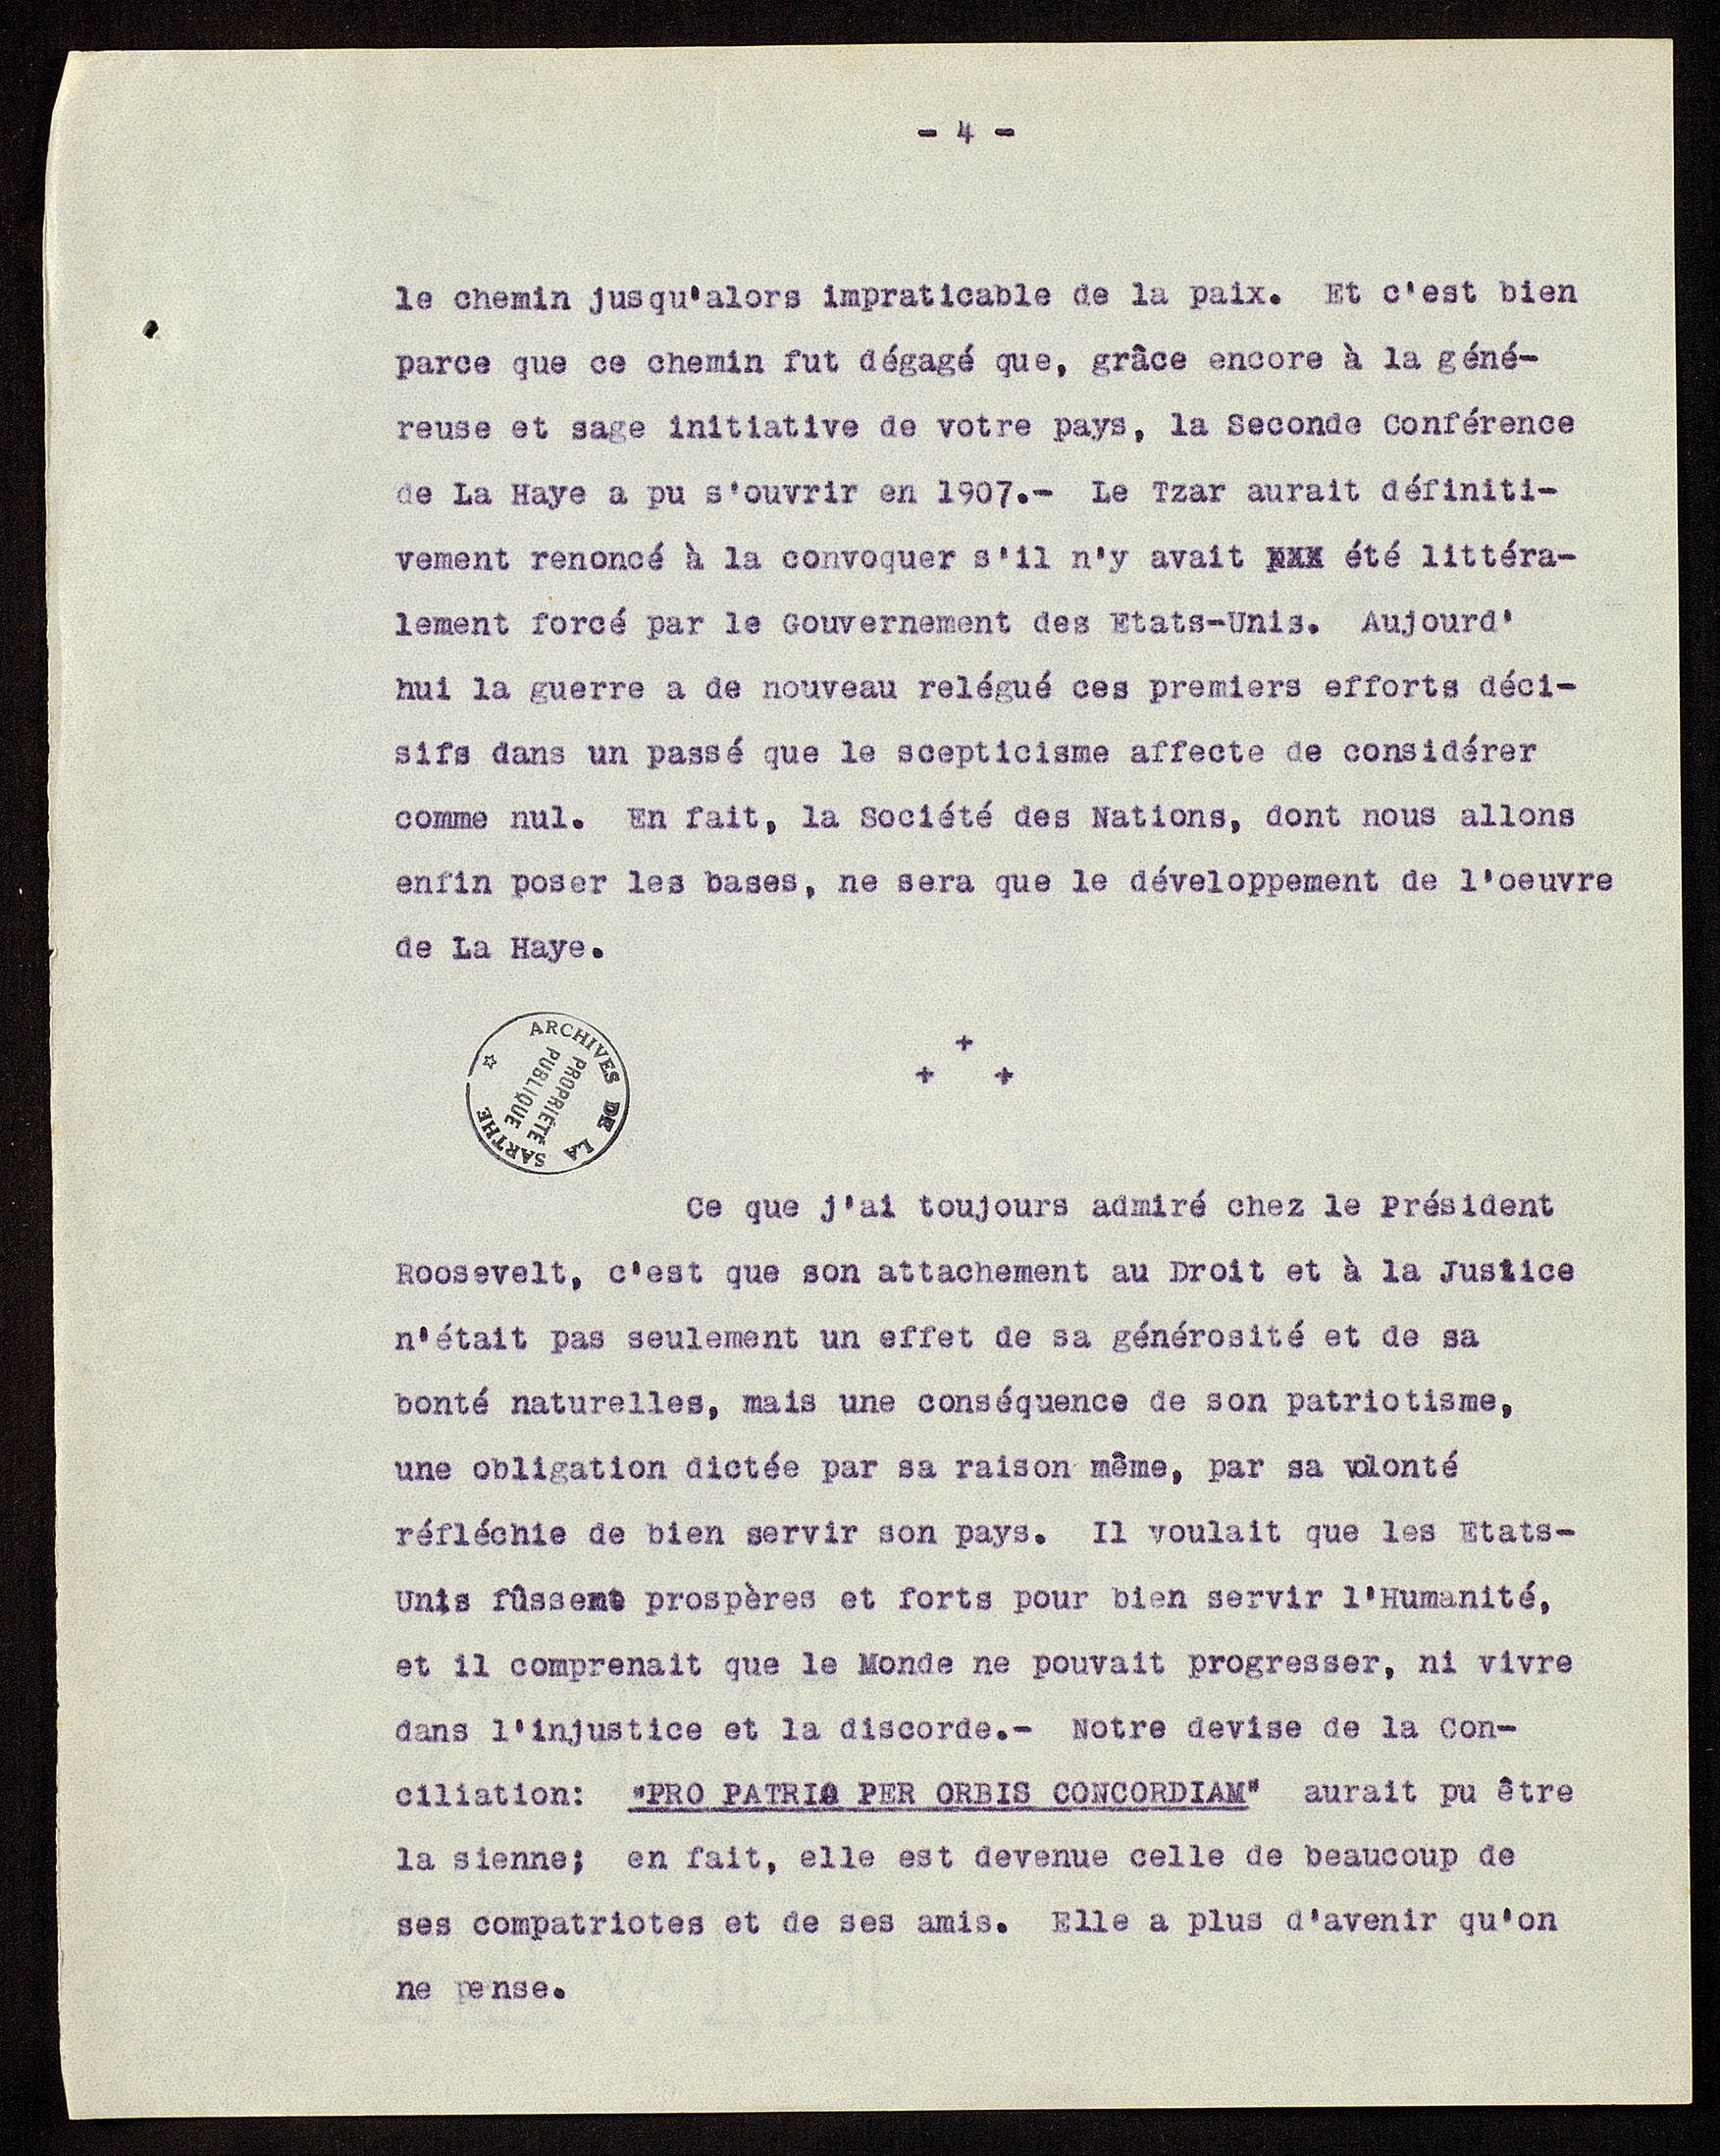 - 4 -
le chemin jusqu'alors impraticable de la paix. Et c'est bien
parce que ce chemin fut dégagé que, grâce encore à la géné-
reuse et sage initiative de votre pays, la Seconde Conférence
de La Haye a pu s'ouvrir en 1907.- Le Tzar aurait définiti-
vement renoncé à la convoquer s'il n'y avait été littéra-
lement forcé par le Gouvernement des Etats-Unis. Aujourd'
hui la guerre a de nouveau relégué ces premiers efforts déci-
sifs dans un passé que le scepticisme affecte de considérer
comme nul. En fait, la Société des Nations, dont nous allons
enfin poser les bases, ne sera que le développement de l'oeuvre
de La Haye.
+
+ +
ARCHIVES DE LA SARTHE
PROPRIÉTÉ
PUBLIQUE
Ce que j'ai toujours admiré chez le Président
Roosevelt, c'est que son attachement au Droit et à la Justice
n'était pas seulement un effet de sa générosité et de sa
bonté naturelles, mais une conséquence de son patriotisme,
une obligation dictée par sa raison même, par sa volonté
réfléchie de bien servir son pays. Il voulait que les Etats-
Unis fûssent prospères et forts pour bien servir l'Humanité,
et il comprenait que le Monde ne pouvait progresser, ni vivre
dans l'injustice et la discorde.- Notre devise de la Con-
ciliation: "PRO PATRIA PER ORBIS CONCORDIAM" aurait pu être
la sienne; en fait, elle est devenue celle de beaucoup de
ses compatriotes et de ses amis. Elle a plus d'avenir qu'on
ne pense.